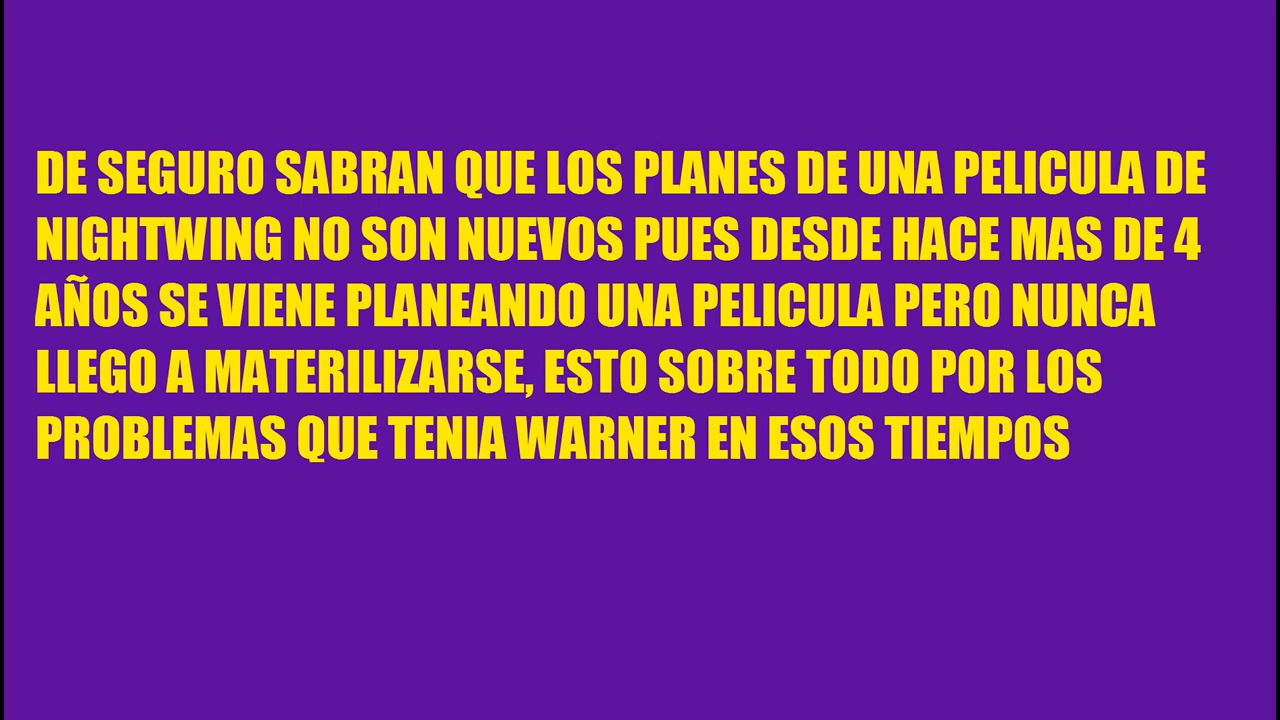 DE SEGURO SABRAN QUE LOS PLANES DE UNA PELICULA DE
NIGHTWING NO SON NUEVOS PUES DESDE HACE MAS DE 4
AÑOS SE VIENE PLANEANDO UNA PELICULA PERO NUNCA
LLEGO A MATERILIZARSE, ESTO SOBRE TODO POR LOS
PROBLEMAS QUE TENIA WARNER EN ESOS TIEMPOS